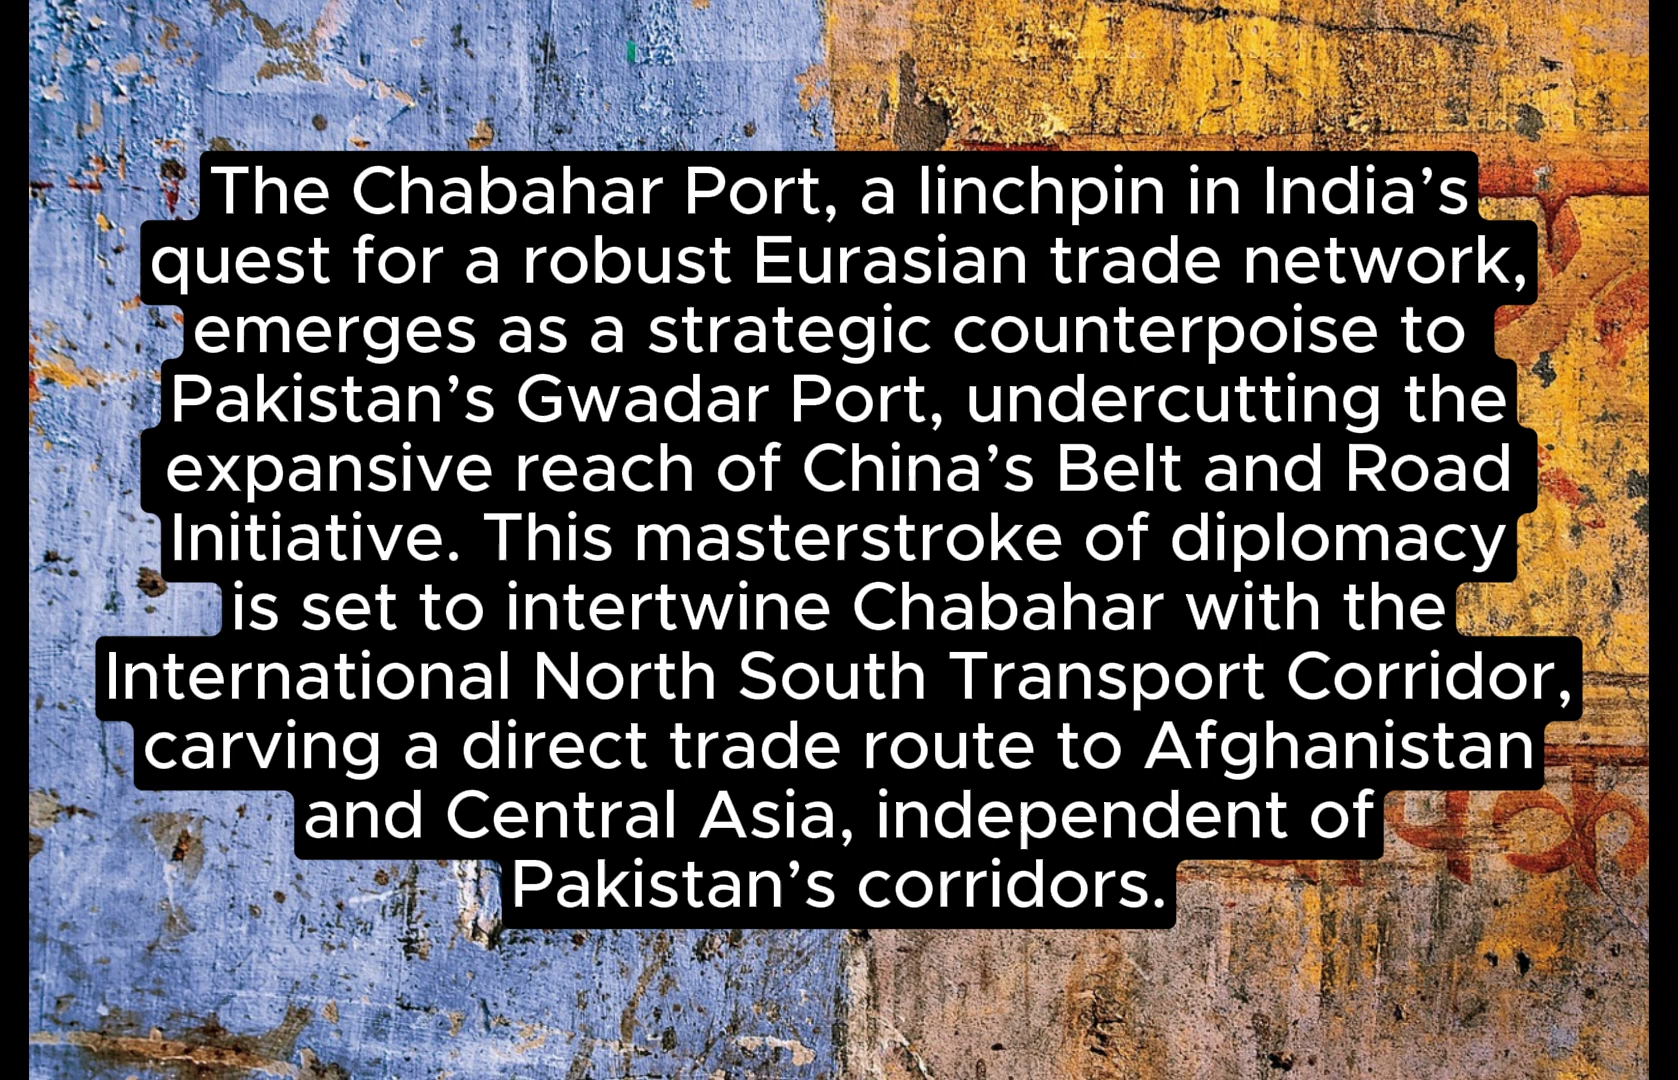 The Chabahar Port, a linchpin in India’s
quest for a robust Eurasian trade network,
emerges as a strategic counterpoise to
Pakistan’s Gwadar Port, undercutting the
expansive reach of China’s Belt and Road
Initiative. This masterstroke of diplomacy
is set to intertwine Chabahar with the
International North South Transport Corridor,
carving a direct trade route to Afghanistan
and Central Asia, independent of
Pakistan’s corridors.